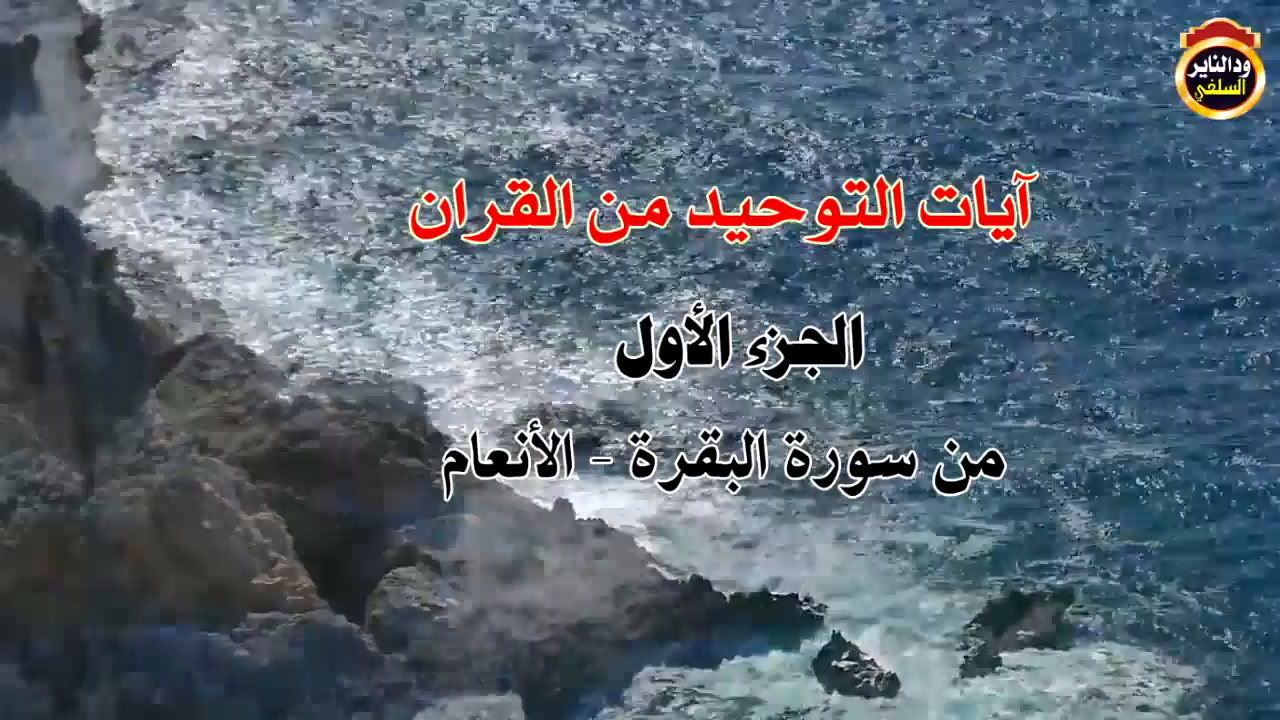 ودالناير
السلفي
آيات التوحيد من القران
الجزء الأول
من سورة البقرة - الأنعام